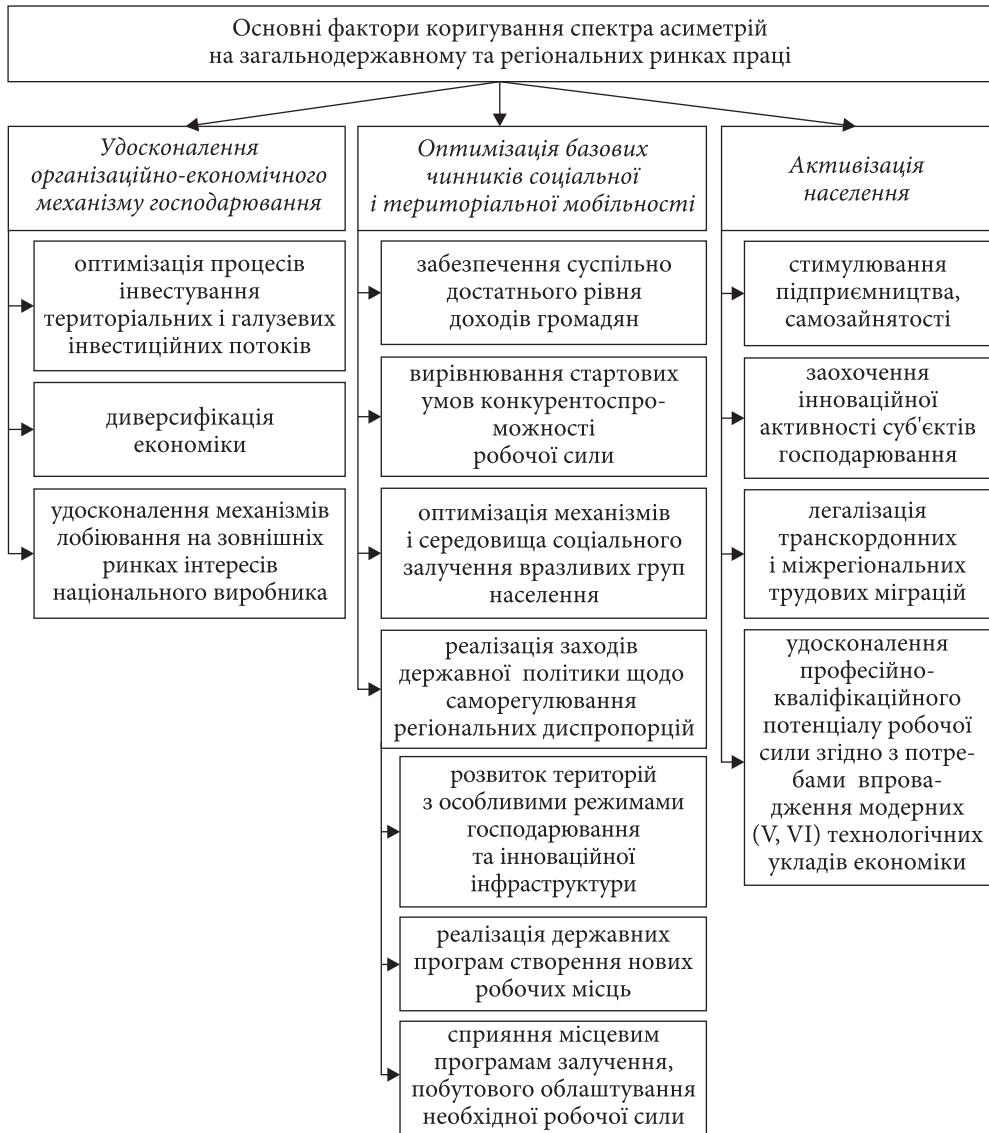 Основні фактори коригування спектра асиметрій
на загальнодержавному та регіональних ринках праці
Удосконалення
організаційно-економічного
механізму господарювання
оптимізація процесів
інвестування
територіальних і галузевих
інвестиційних потоків
диверсифікація
економіки
удосконалення механізмів
лобіювання на зовнішніх
ринках інтересів
національного виробника
Оптимізація базових
чинників соціальної
і територіальної мобільності
забезпечення суспільно
достатнього рівня
доходів громадян
вирівнювання стартових
умов конкурентоспро-
можності
робочої сили
оптимізація механізмів
і середовища соціального
залучення вразливих груп
населення
реалізація заходів
державної політики щодо
саморегулювання
регіональних диспропорцій
розвиток територій
з особливими режимами
господарювання
та інноваційної
інфраструктури
реалізація державних
програм створення нових
робочих місць
сприяння місцевим
програмам залучення,
побутового облаштування
необхідної робочої сили
Активізація
населення
стимулювання
підприємництва,
самозайнятості
заохочення
інноваційної
активності суб'єктів
господарювання
легалізація
транскордонних
і міжрегіональних
трудових міграцій
удосконалення
професійно-
кваліфікаційного
потенціалу робочої
сили згідно з потре-
бами впрова-
дження модерних
(V, VI) технологічних
укладів економіки